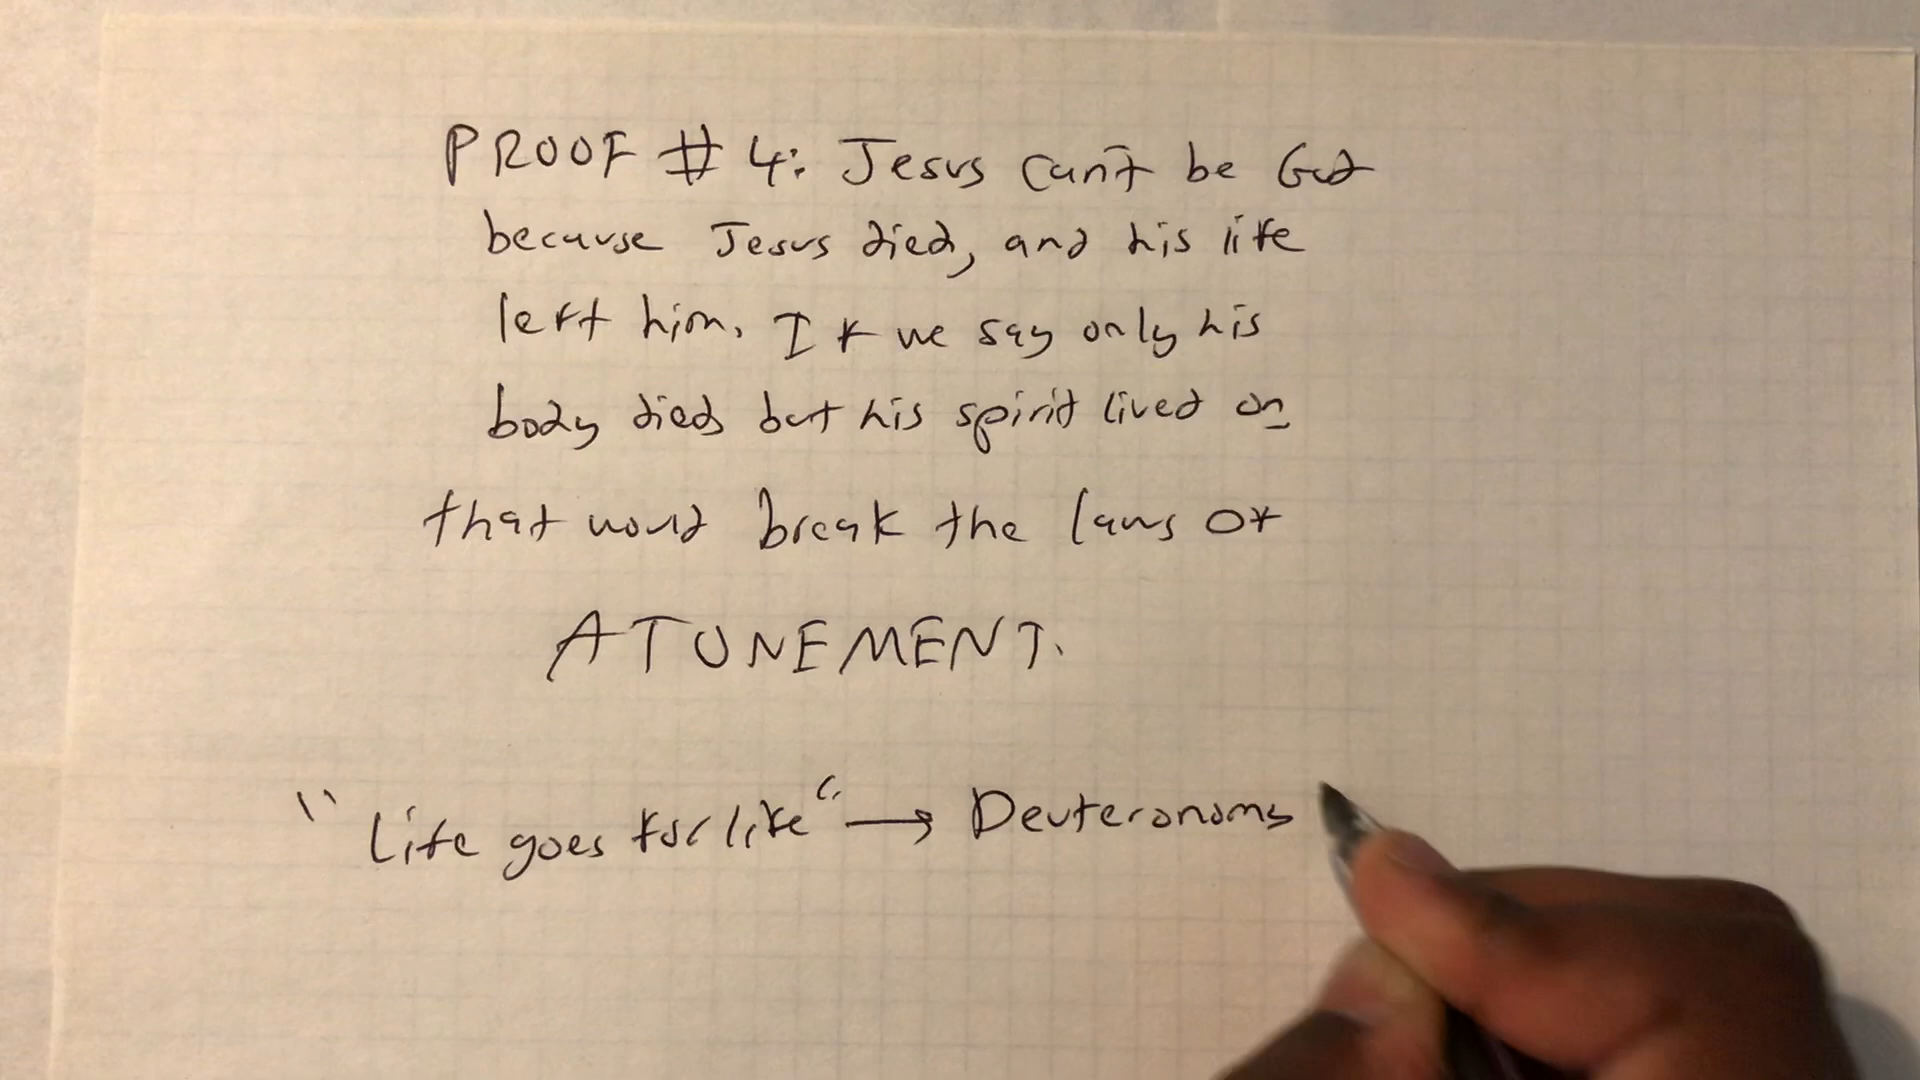 PROOF # 4: Jesus can't be God
because Jesus died, and his life
left him. If we say only his
body died but his spirit lived on
that would break the laws of
ATONEMENT.
"Life goes for life" → Deuteronomy